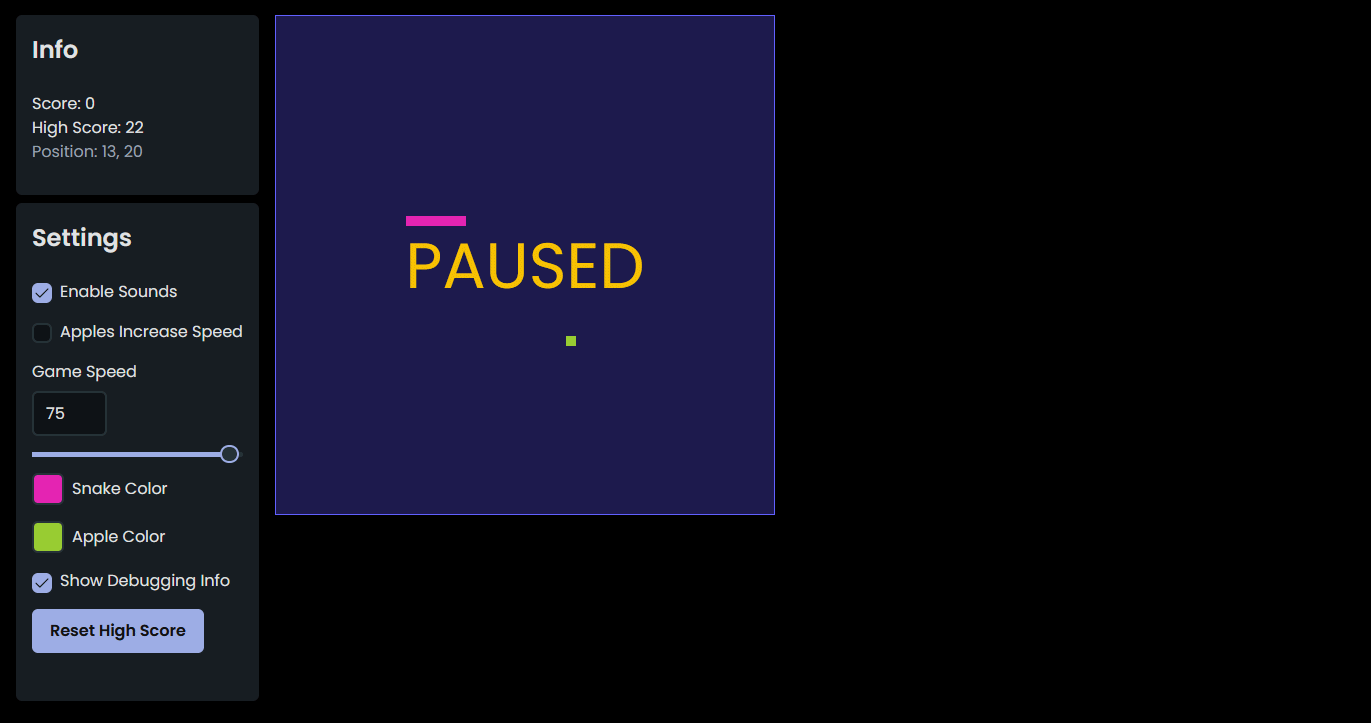 Info
Score: 0
High Score: 22
Position: 13, 20
Settings
Enable Sounds
Apples Increase Speed
Game Speed
75
Snake Color
Apple Color
Show Debugging Info
Reset High Score
PAUSED